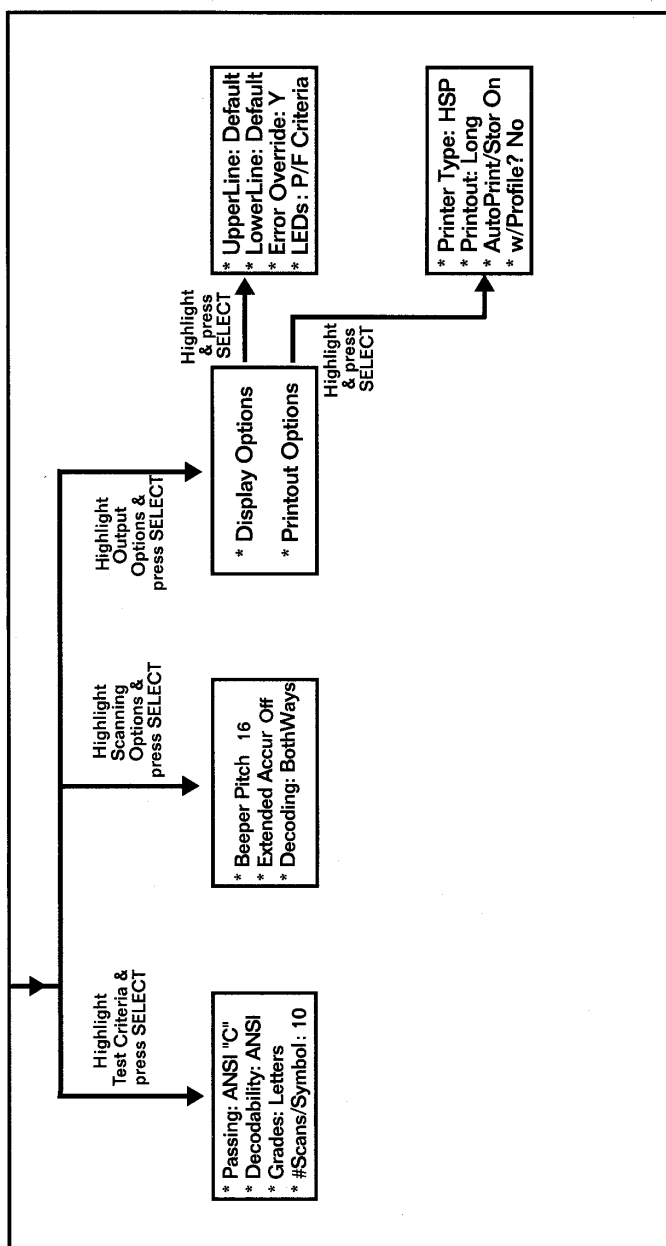 Highlight
Test Criteria &
press SELECT
* Passing: ANSI "C"
* Decodability: ANSI
* Grades: Letters
* #Scans/Symbol: 10
Highlight
Scanning
Options &
press SELECT
* Beeper Pitch 16
* Extended Accur Off
* Decoding: BothWays
Highlight
Output
Options &
press SELECT
* Display Options
* Printout Options
Highlight
& press
SELECT
* UpperLine: Default
* LowerLine: Default
* Error Override: Y
* LEDs: P/F Criteria
Highlight
& press
SELECT
* Printer Type: HSP
* Printout: Long
* AutoPrint/Stor On
* w/Profile? No